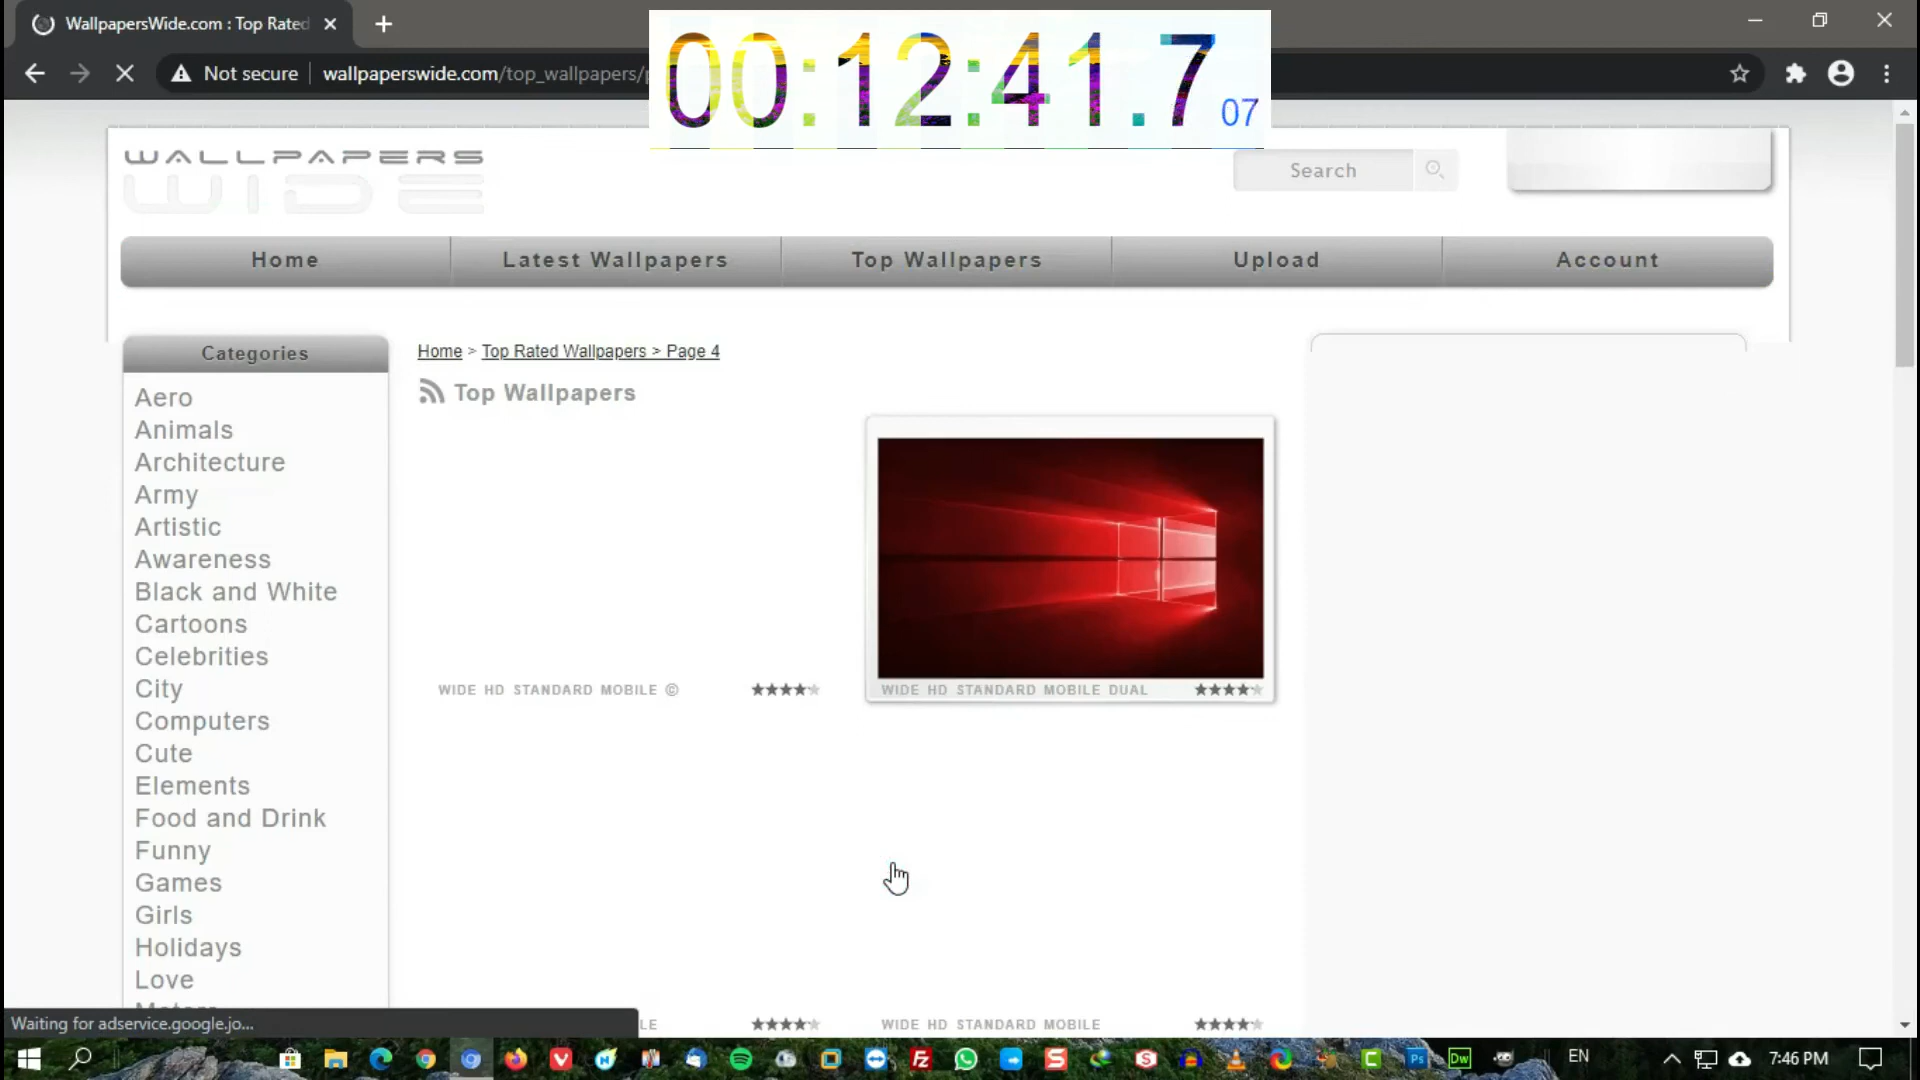 WallpapersWide.com : Top Rated
00:12:41.707
Not secure
wallpaperswide.com/top_wallpapers/
WALLPAPERS
WIDE
Search
Home
Latest Wallpapers
Top Wallpapers
Upload
Account
Categories
Aero
Animals
Architecture
Army
Artistic
Awareness
Black and White
Cartoons
Celebrities
City
Computers
Cute
Elements
Food and Drink
Funny
Games
Girls
Holidays
Love
Home > Top Rated Wallpapers > Page 4
Top Wallpapers
WIDE HD STANDARD MOBILE ©
WIDE HD STANDARD MOBILE DUAL
WIDE HD STANDARD MOBILE
Waiting for adservice.google.jo...
Ps
Dw
EN
7:46 PM